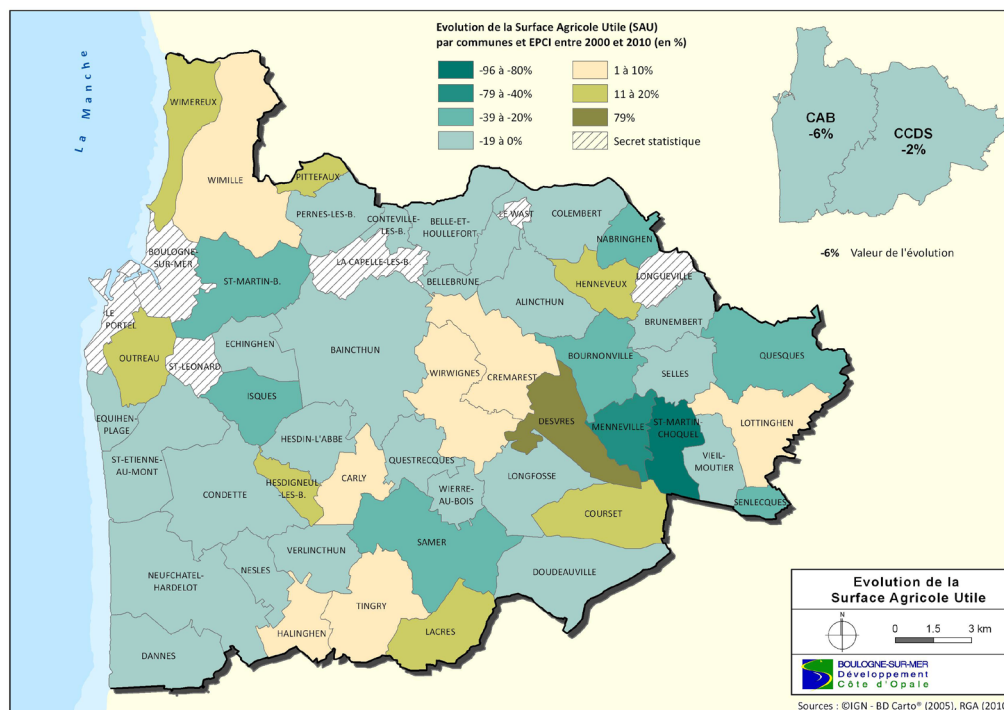 Evolution de la Surface Agricole Utile (SAU)
par communes et EPCI entre 2000 et 2010 (en %)
-96 à -80%
-79 à -40%
-39 à -20%
-19 à 0%
1 à 10%
11 à 20%
79%
Secret statistique
CAB
-6%
CCDS
-2%
-6% Valeur de l'évolution
La Manche
WIMEREUX
WIMILLE
PITTEFAUX
PERNES-LES-B.
CONTEVILLE-
LES-B.
BELLE-ET-
HOULLEFORT
LE WAST
COLEMBERT
NABRINGHEN
BOULOGNE-
SUR-MER
ST-MARTIN-B.
LA CAPELLE-LES-B.
BELLEBRUNE
HENNEVEUX
LONGUEVILLE
LE
PORTEL
ALINCTHUN
BRUNEMBERT
OUTREAU
ST-LEONARD
ECHINGHEN
BAINCTHUN
WIRWIGNES
CREMAREST
BOURNONVILLE
SELLES
QUESQUES
ISQUES
EQUIHEN-
PLAGE
HESDIN-L'ABBE
DESVRES
MENNEVILLE
ST-MARTIN-
CHOQUEL
LOTTINGHEN
VIEIL-
MOUTIER
ST-ETIENNE-
AU-MONT
CONDETTE
HESDIGNEUL
-LES-B.
CARLY
QUESTRECQUES
WIERRE-
AU-BOIS
LONGFOSSE
SENLECQUES
COURSET
SAMER
VERLINCTHUN
NESLES
NEUFCHATEL-
HARDELOT
DOUDEAUVILLE
TINGRY
HALINGHEN
LACRES
DANNES
Evolution de la
Surface Agricole Utile
N
0 1.5 3 km
BOULOGNE-SUR-MER
Développement
Côte d'Opale
Sources : ©IGN - BD Carto® (2005), RGA (2010